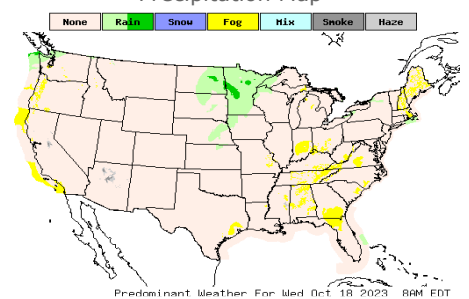 Precipitation Map
None Rain Snow Fog Mix Smoke Haze
Predominant Weather For Wed Oct 18 2023 8AM EDT